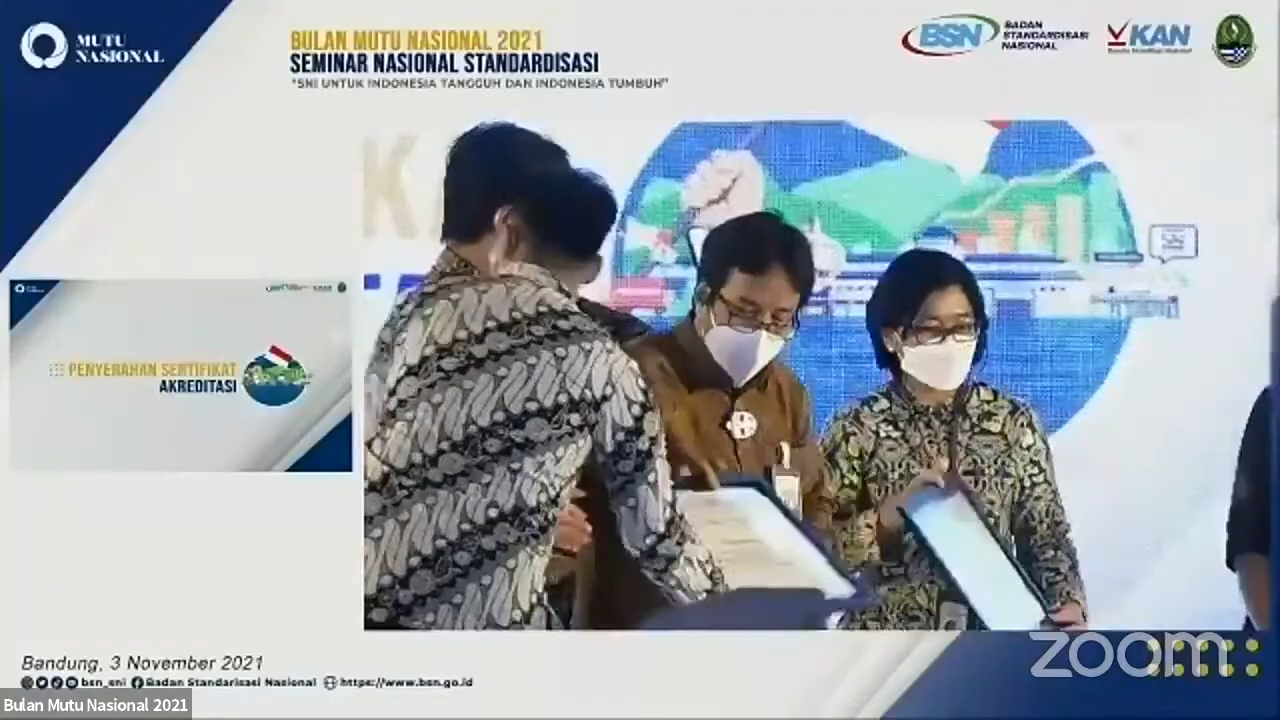 MUTU
NASIONAL
BULAN MUTU NASIONAL 2021
SEMINAR NASIONAL STANDARDISASI
"SNI UNTUK INDONESIA TANGGUH DAN INDONESIA TUMBUH"
BSN
BADAN
STANDARDISASI
NASIONAL
KAN
K
PENYERAHAN SERTIFIKAT
AKREDITASI
Bandung, 3 November 2021
bsn_sni Badan Standarisasi Nasional https://www.bsn.go.id
Bulan Mutu Nasional 2021
zoom